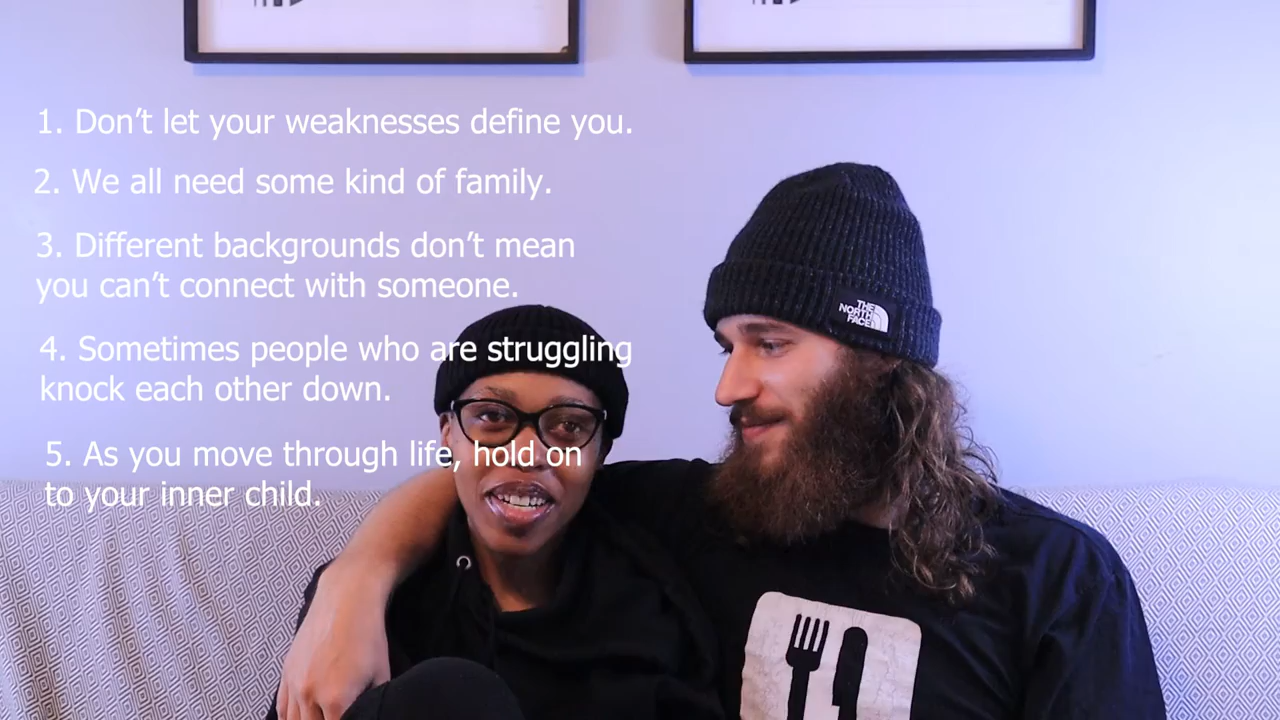 1. Don’t let your weaknesses define you.
2. We all need some kind of family.
3. Different backgrounds don’t mean
you can’t connect with someone.
4. Sometimes people who are struggling
knock each other down.
5. As you move through life, hold on
to your inner child.
THE
NORTH
FACE